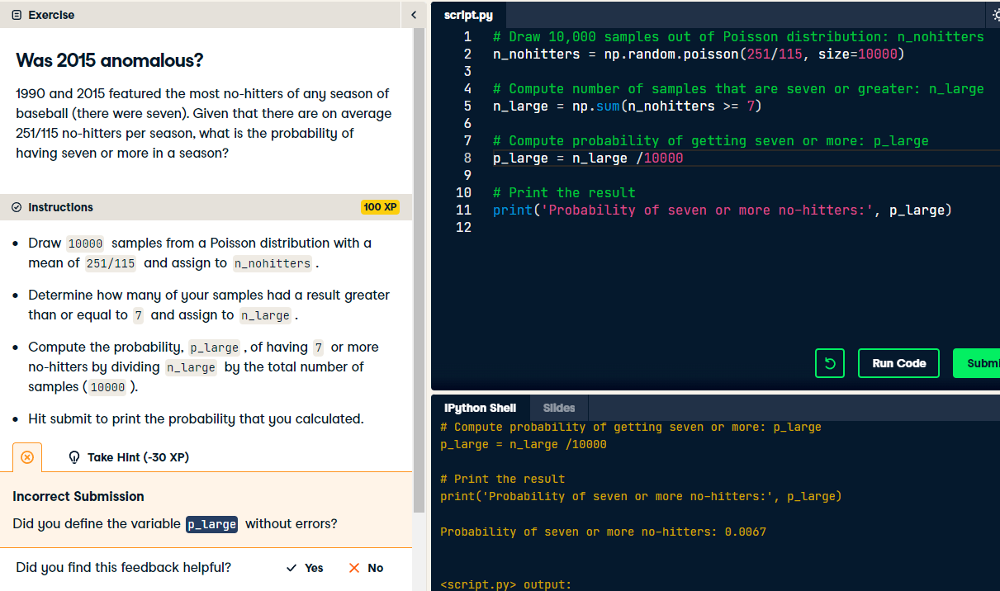 Exercise
Was 2015 anomalous?
1990 and 2015 featured the most no-hitters of any season of
baseball (there were seven). Given that there are on average
251/115 no-hitters per season, what is the probability of
having seven or more in a season?
Instructions
100 XP
Draw 10000 samples from a Poisson distribution with a
mean of 251/115 and assign to n_nohitters .
Determine how many of your samples had a result greater
than or equal to 7 and assign to n_large .
Compute the probability, p_large , of having 7 or more
no-hitters by dividing n_large by the total number of
samples ( 10000 ).
Hit submit to print the probability that you calculated.
Take Hint (-30 XP)
Incorrect Submission
Did you define the variable p_large without errors?
Did you find this feedback helpful?
Yes
No
script.py
1 # Draw 10,000 samples out of Poisson distribution: n_nohitters
2 n_nohitters = np.random.poisson(251/115, size=10000)
3
4 # Compute number of samples that are seven or greater: n_large
5 n_large = np.sum(n_nohitters >= 7)
6
7 # Compute probability of getting seven or more: p_large
8 p_large = n_large /10000
9
10 # Print the result
11 print('Probability of seven or more no-hitters:', p_large)
12
Run Code
Submi
IPython Shell
Slides
# Compute probability of getting seven or more: p_large
p_large = n_large /10000
# Print the result
print('Probability of seven or more no-hitters:', p_large)
Probability of seven or more no-hitters: 0.0067
<script.py> output: